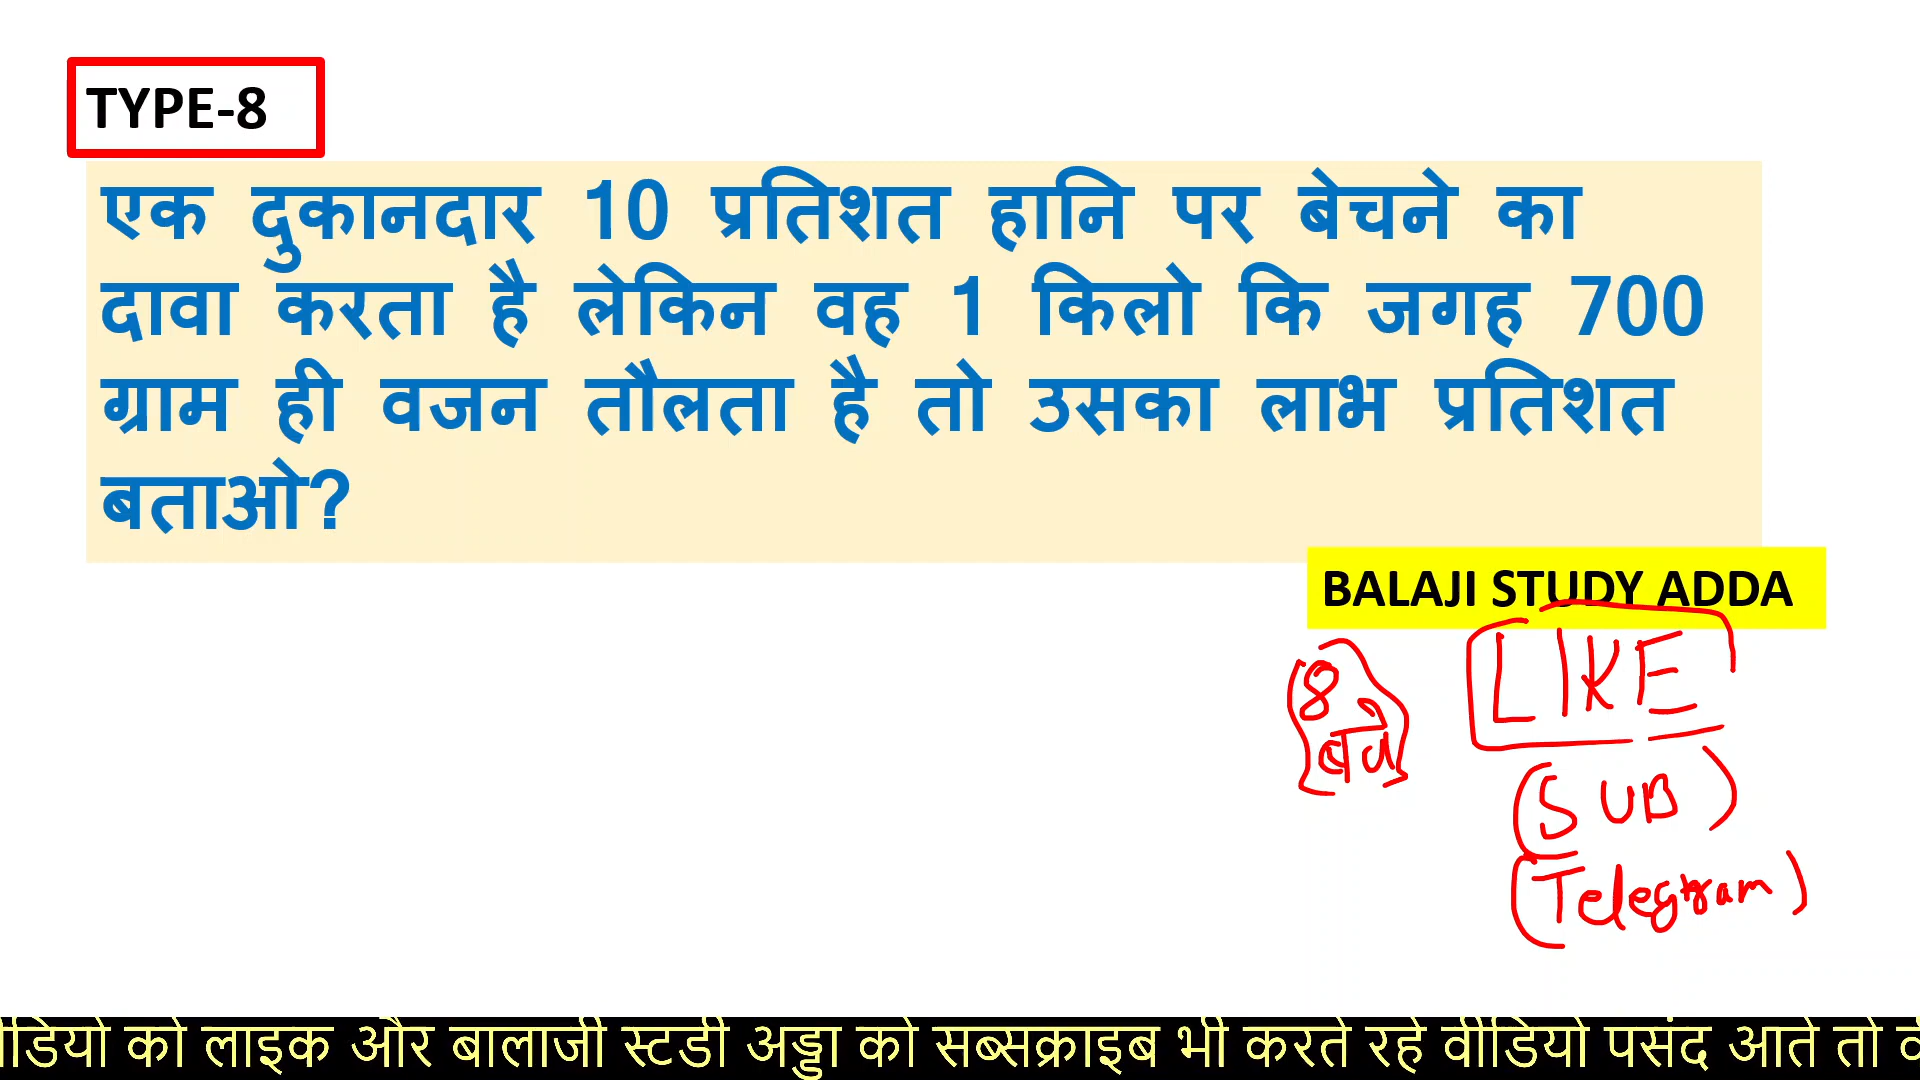 TYPE-8
एक दुकानदार 10 प्रतिशत हानि पर बेचने का
दावा करता है लेकिन वह 1 किलो कि जगह 700
ग्राम ही वजन तौलता है तो उसका लाभ प्रतिशत
बताओ?
BALAJI STUDY ADDA
LIKE
8
SUB
Telegram
को लाइक और बालाजी स्टडी अड्डा को सब्सक्राइब भी करते रहे वीडियो पसंद आते तो